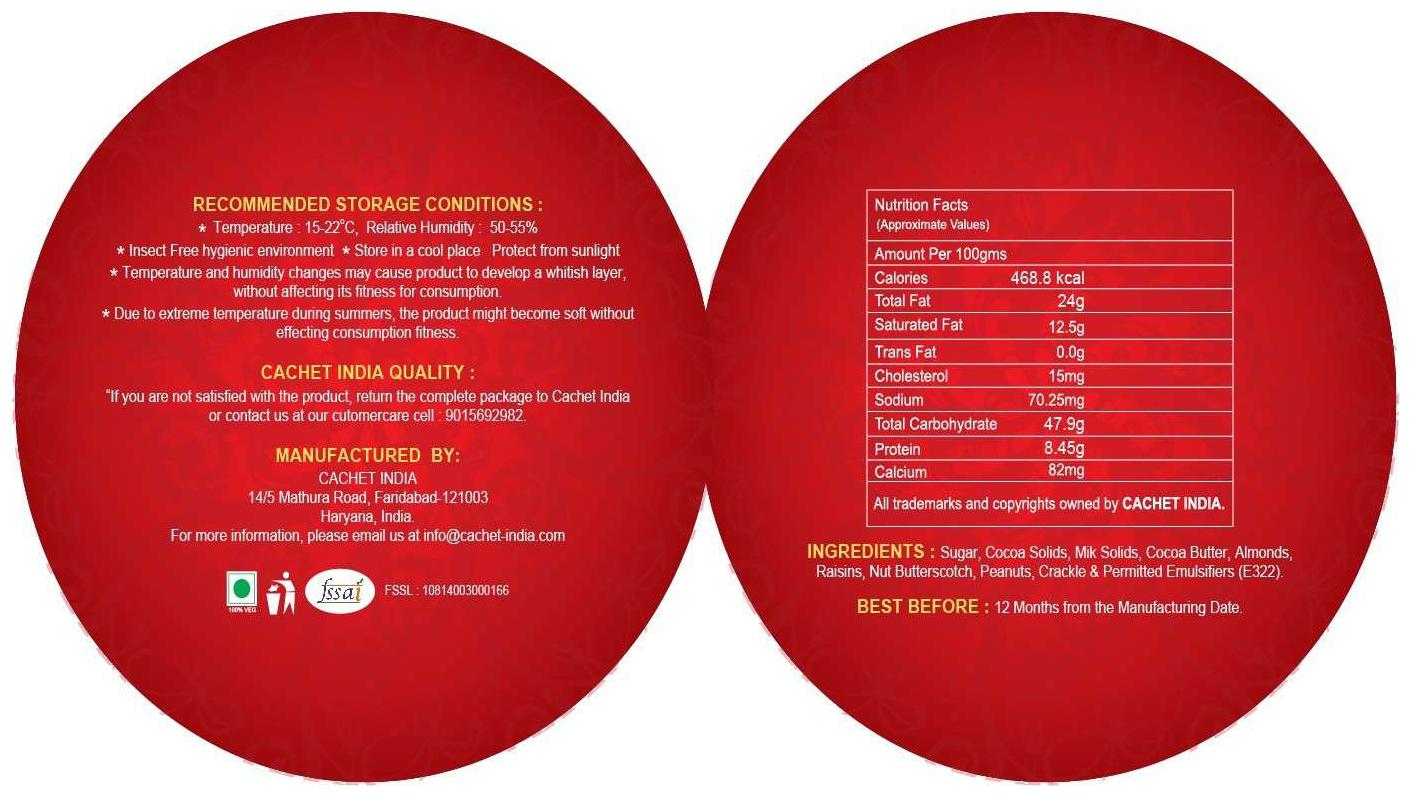 RECOMMENDED STORAGE CONDITIONS :
* Temperature : 15-22°C, Relative Humidity : 50-55%
* Insect Free hygienic environment * Store in a cool place Protect from sunlight
* Temperature and humidity changes may cause product to develop a whitish layer,
without affecting its fitness for consumption.
* Due to extreme temperature during summers, the product might become soft without
effecting consumption fitness.
CACHET INDIA QUALITY :
"If you are not satisfied with the product, return the complete package to Cachet India
or contact us at our cutomercare cell : 9015692982.
MANUFACTURED BY:
CACHET INDIA
14/5 Mathura Road, Faridabad-121003
Haryana, India.
For more information, please email us at info@cachet-india.com
100% VEG
fssai
FSSL : 10814003000166
Nutrition Facts
(Approximate Values)
Amount Per 100gms
Calories 468.8 kcal
Total Fat 24g
Saturated Fat 12.5g
Trans Fat 0.0g
Cholesterol 15mg
Sodium 70.25mg
Total Carbohydrate 47.9g
Protein 8.45g
Calcium 82mg
All trademarks and copyrights owned by CACHET INDIA.
INGREDIENTS : Sugar, Cocoa Solids, Mik Solids, Cocoa Butter, Almonds,
Raisins, Nut Butterscotch, Peanuts, Crackle & Permitted Emulsifiers (E322).
BEST BEFORE : 12 Months from the Manufacturing Date.